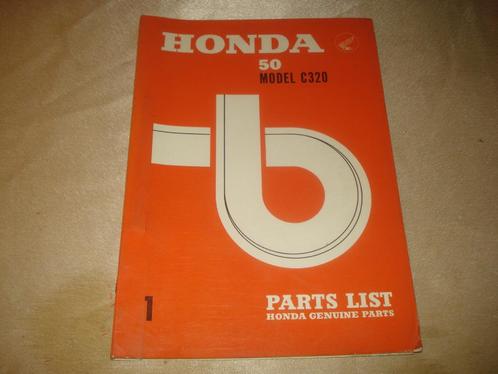 HONDA
50
MODEL C320
1
PARTS LIST
HONDA GENUINE PARTS